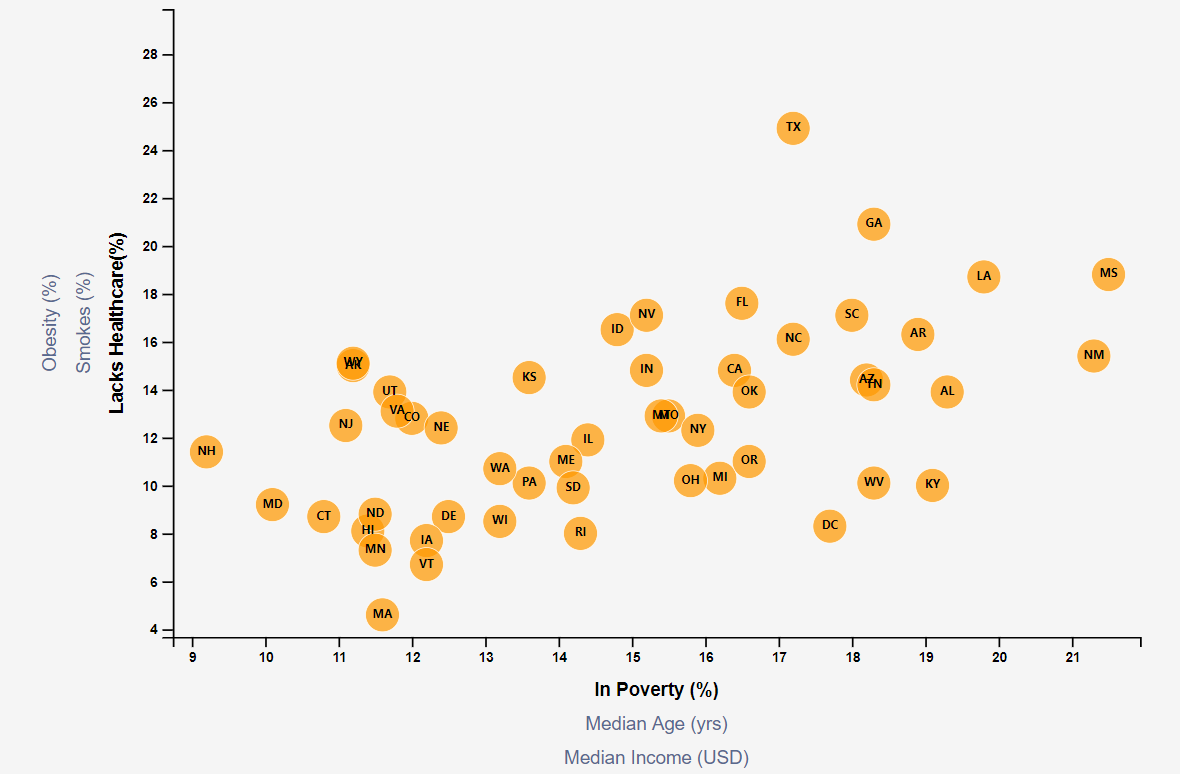 28
26
24
22
20
18
16
14
12
10
8
6
4
Obesity (%)
Smokes (%)
Lacks Healthcare(%)
TX
GA
LA
MS
FL
NV
SC
ID
NC
AR
NM
WY
AK
IN
CA
KS
AZ
TN
UT
OK
AL
VA
CO
MT
MO
NJ
NE
NY
IL
NH
ME
OR
WA
MI
OH
PA
SD
WV
KY
MD
CT
ND
DE
WI
HI
RI
DC
MN
IA
VT
MA
9 10 11 12 13 14 15 16 17 18 19 20 21
In Poverty (%)
Median Age (yrs)
Median Income (USD)